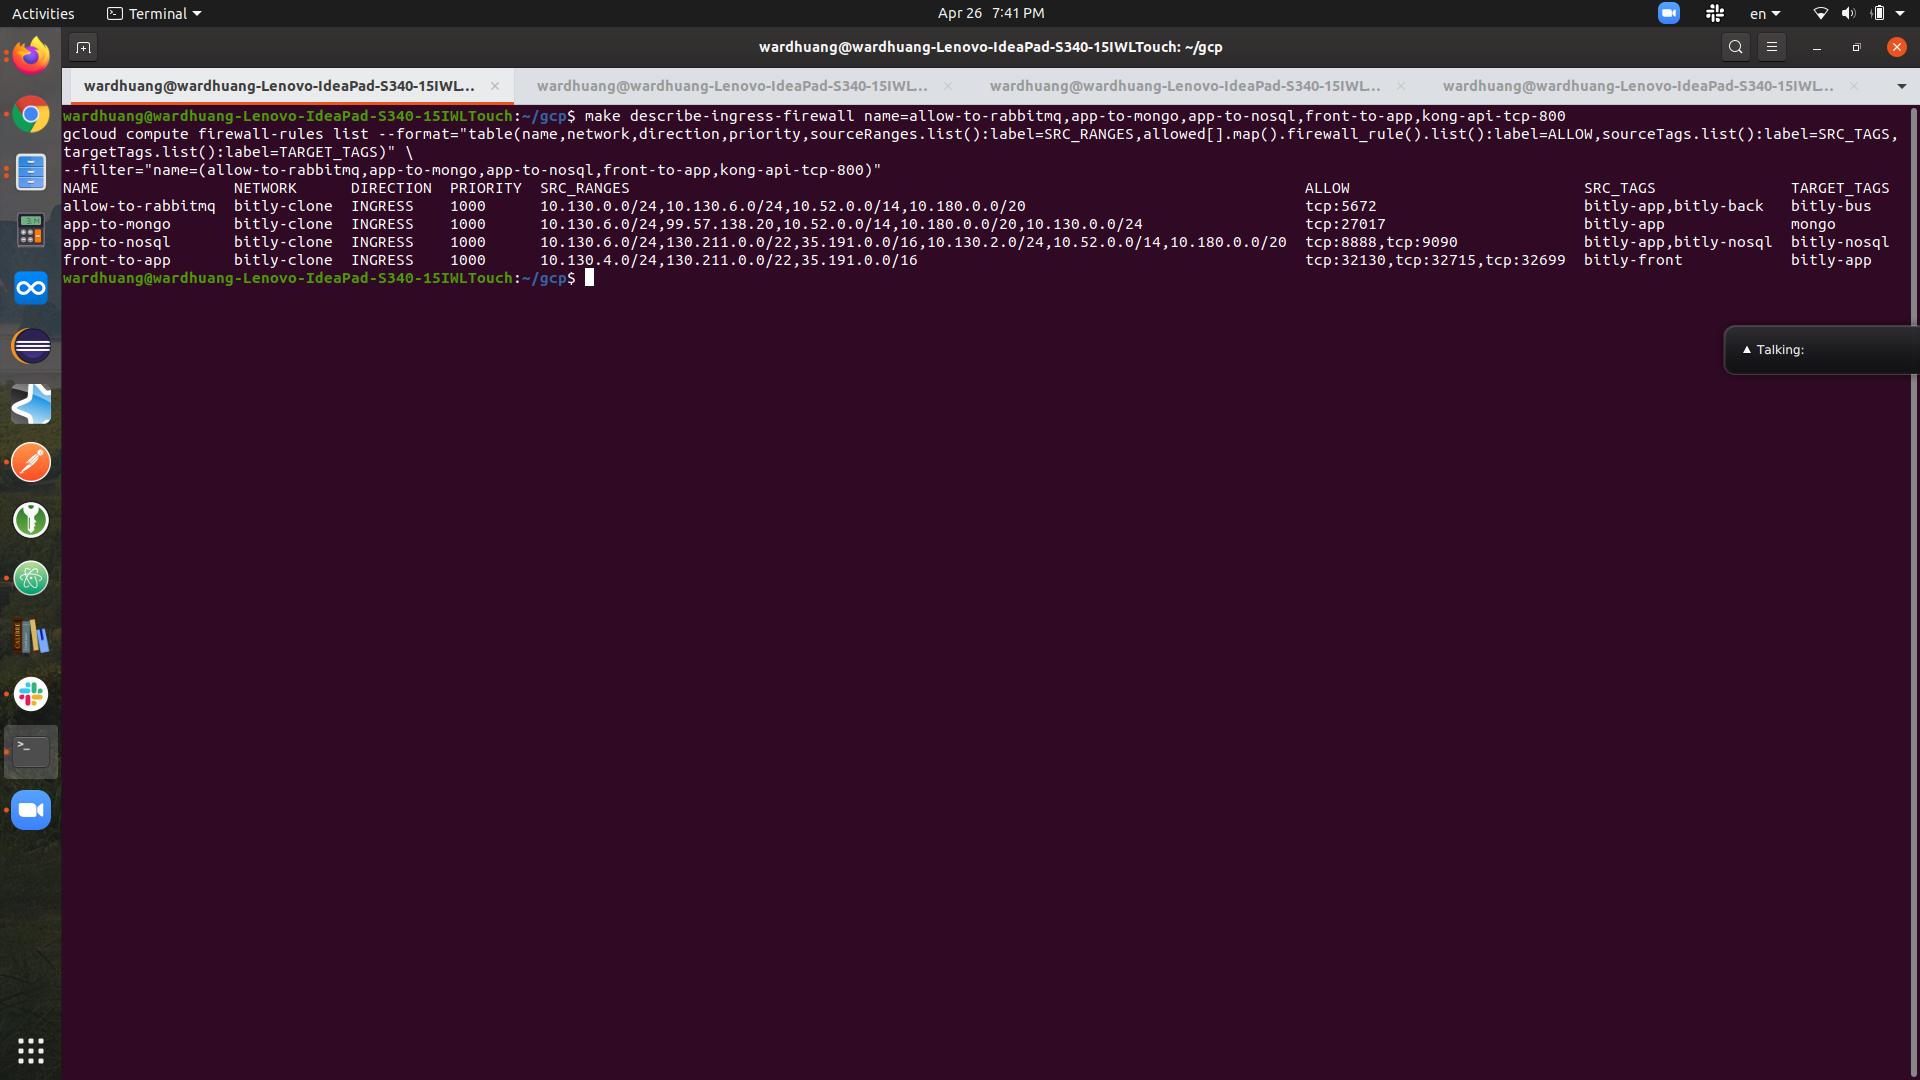 Activities
Terminal
Apr 26 7:41 PM
en
wardhuang@wardhuang-Lenovo-IdeaPad-S340-15IWLTouch: ~/gcp
wardhuang@wardhuang-Lenovo-IdeaPad-S340-15IWL...
wardhuang@wardhuang-Lenovo-IdeaPad-S340-15IWL...
wardhuang@wardhuang-Lenovo-IdeaPad-S340-15IWL...
wardhuang@wardhuang-Lenovo-IdeaPad-S340-15IWL...
wardhuang@wardhuang-Lenovo-IdeaPad-S340-15IWLTouch:~/gcp$ make describe-ingress-firewall name=allow-to-rabbitmq,app-to-mongo,app-to-nosql,front-to-app,kong-api-tcp-800
gcloud compute firewall-rules list --format="table(name,network,direction,priority,sourceRanges.list():label=SRC_RANGES,allowed[].map().firewall_rule().list():label=ALLOW,sourceTags.list():label=SRC_TAGS,
targetTags.list():label=TARGET_TAGS)" \
--filter="name=(allow-to-rabbitmq,app-to-mongo,app-to-nosql,front-to-app,kong-api-tcp-800)"
NAME NETWORK DIRECTION PRIORITY SRC_RANGES ALLOW SRC_TAGS TARGET_TAGS
allow-to-rabbitmq bitly-clone INGRESS 1000 10.130.0.0/24,10.130.6.0/24,10.52.0.0/14,10.180.0.0/20 tcp:5672 bitly-app,bitly-back bitly-bus
app-to-mongo bitly-clone INGRESS 1000 10.130.6.0/24,99.57.138.20,10.52.0.0/14,10.180.0.0/20,10.130.0.0/24 tcp:27017 bitly-app mongo
app-to-nosql bitly-clone INGRESS 1000 10.130.6.0/24,130.211.0.0/22,35.191.0.0/16,10.130.2.0/24,10.52.0.0/14,10.180.0.0/20 tcp:8888,tcp:9090 bitly-app,bitly-nosql bitly-nosql
front-to-app bitly-clone INGRESS 1000 10.130.4.0/24,130.211.0.0/22,35.191.0.0/16 tcp:32130,tcp:32715,tcp:32699 bitly-front bitly-app
wardhuang@wardhuang-Lenovo-IdeaPad-S340-15IWLTouch:~/gcp$
Talking: